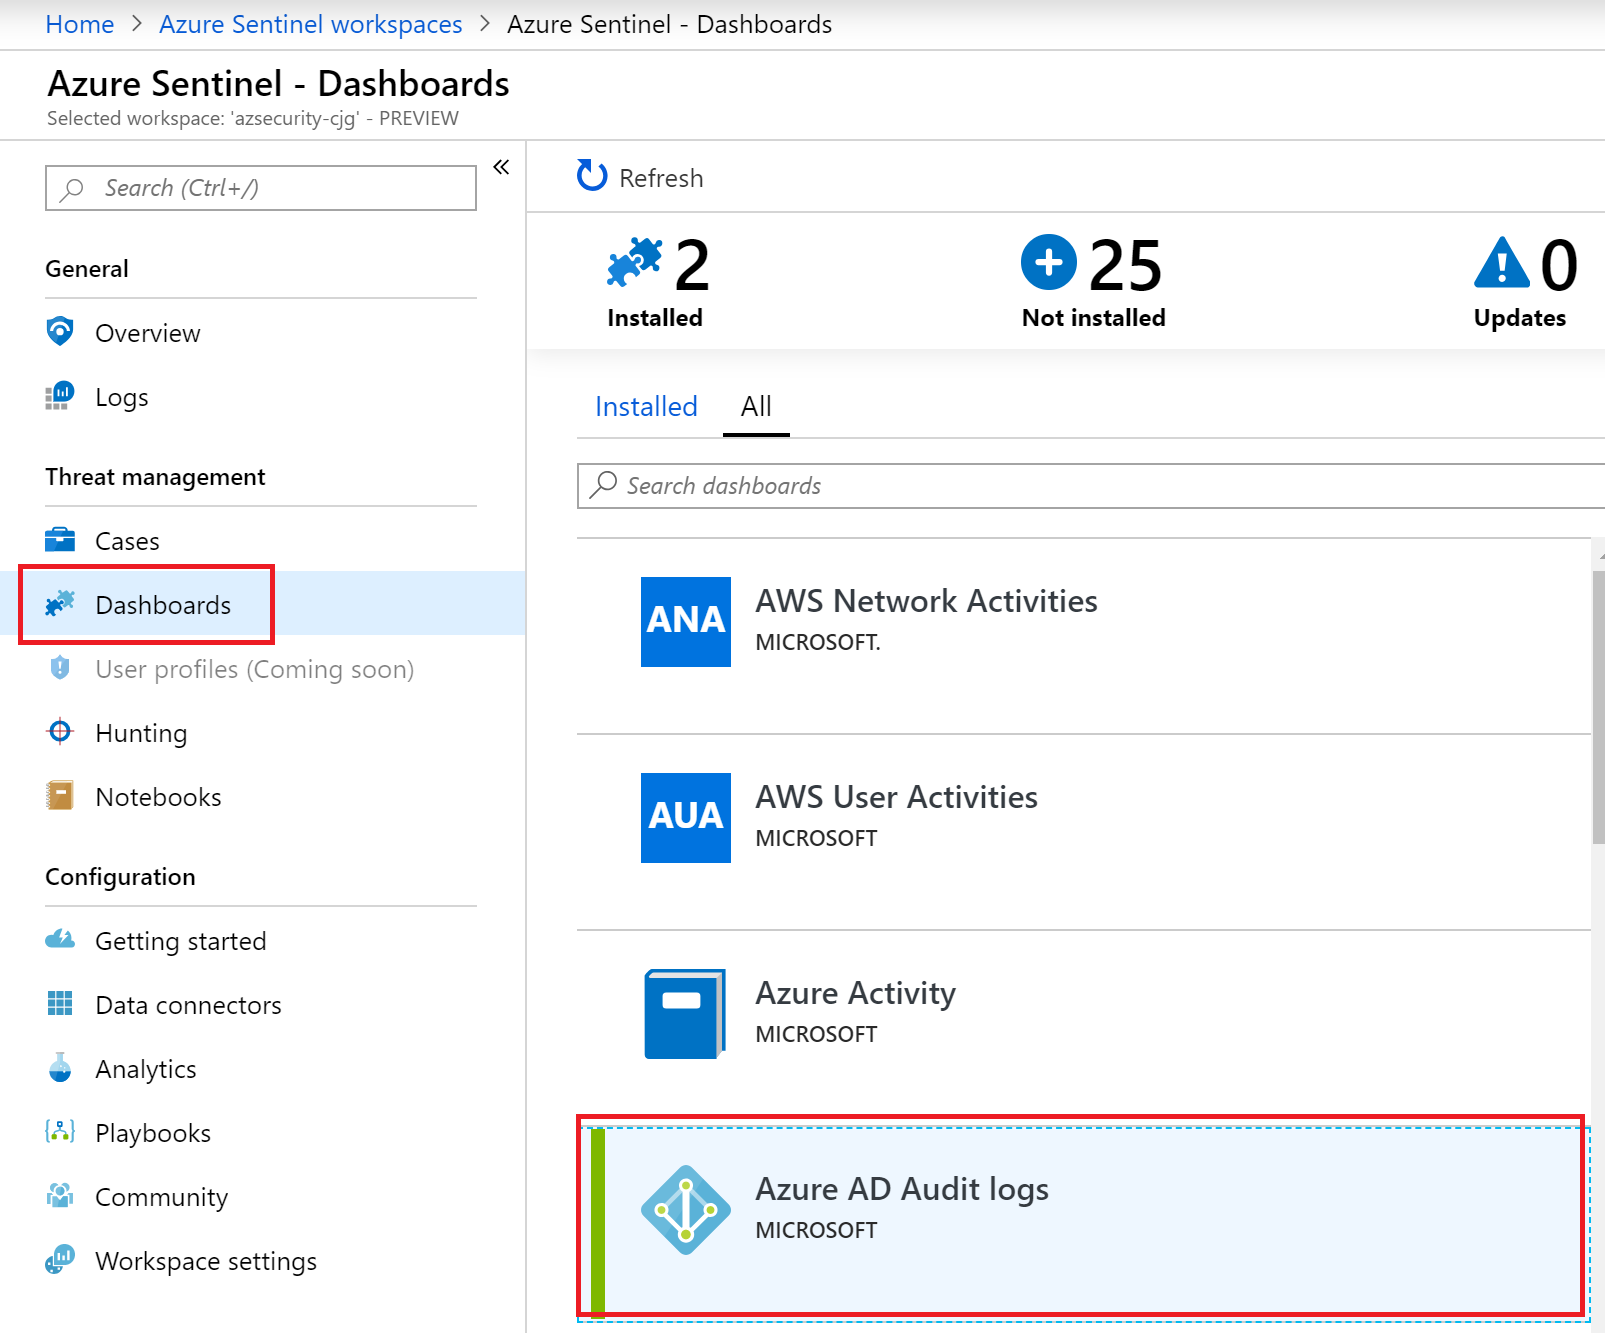 Home > Azure Sentinel workspaces > Azure Sentinel - Dashboards
Azure Sentinel - Dashboards
Selected workspace: 'azsecurity-cjg' - PREVIEW
Search (Ctrl+/)
«
General
Overview
Logs
Threat management
Cases
Dashboards
User profiles (Coming soon)
Hunting
Notebooks
Configuration
Getting started
Data connectors
Analytics
Playbooks
Community
Workspace settings
Refresh
2
Installed
25
Not installed
0
Updates
Installed All
Search dashboards
ANA
AWS Network Activities
MICROSOFT.
AUA
AWS User Activities
MICROSOFT
Azure Activity
MICROSOFT
Azure AD Audit logs
MICROSOFT